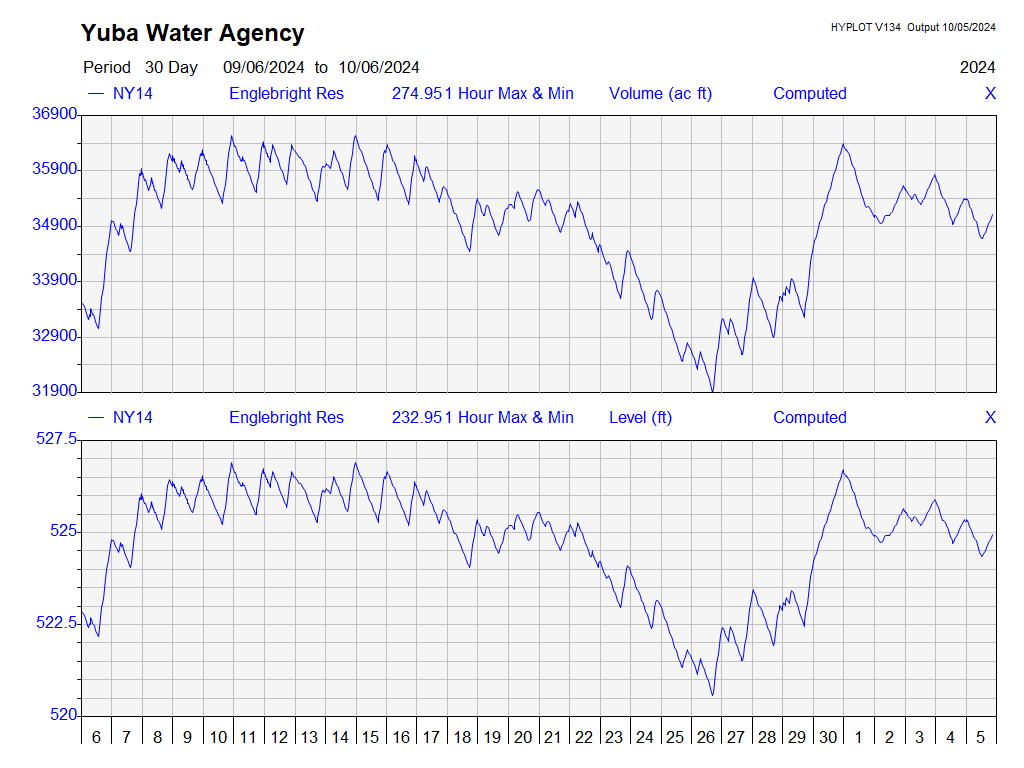 Yuba Water Agency
HYPLOT V134 Output 10/05/2024
Period 30 Day 09/06/2024 to 10/06/2024 2024
NY14 Englebright Res 274.951 Hour Max & Min Volume (ac ft) Computed X
36900
35900
34900
33900
32900
31900
NY14 Englebright Res 232.951 Hour Max & Min Level (ft) Computed X
527.5
525
522.5
520
6 7 8 9 10 11 12 13 14 15 16 17 18 19 20 21 22 23 24 25 26 27 28 29 30 1 2 3 4 5